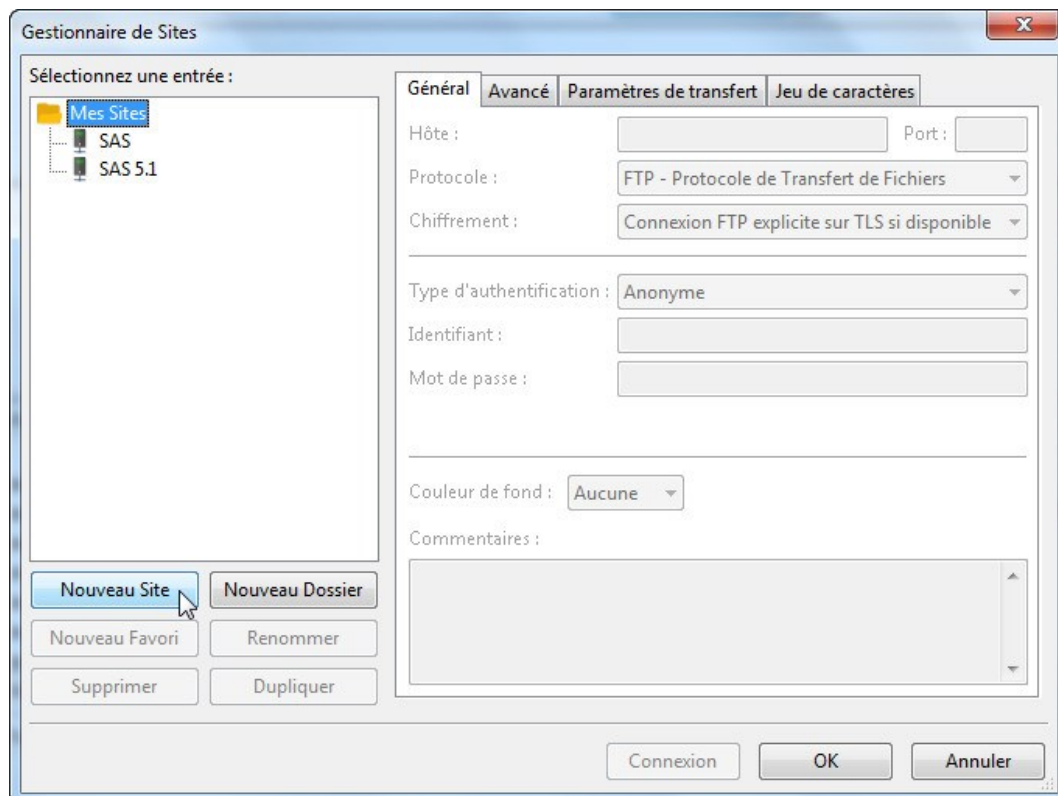 Gestionnaire de Sites
Sélectionnez une entrée :
Mes Sites
SAS
SAS 5.1
Nouveau Site
Nouveau Dossier
Nouveau Favori
Renommer
Supprimer
Dupliquer
Général
Avancé
Paramètres de transfert
Jeu de caractères
Hôte :
Port :
Protocole :
FTP - Protocole de Transfert de Fichiers
Chiffrement :
Connexion FTP explicite sur TLS si disponible
Type d'authentification :
Anonyme
Identifiant :
Mot de passe :
Couleur de fond :
Aucune
Commentaires :
Connexion
OK
Annuler